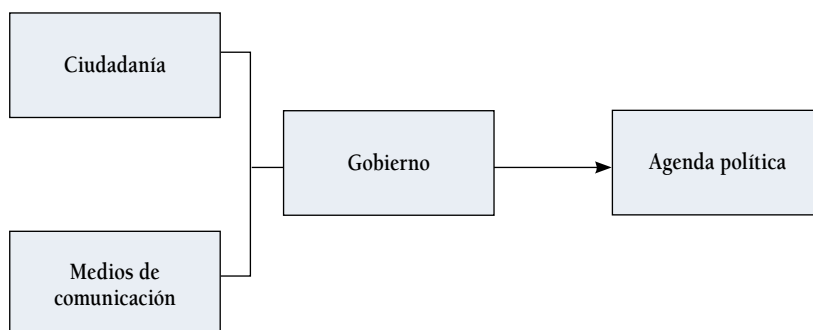 Ciudadanía
Gobierno
Agenda política
Medios de
comunicación